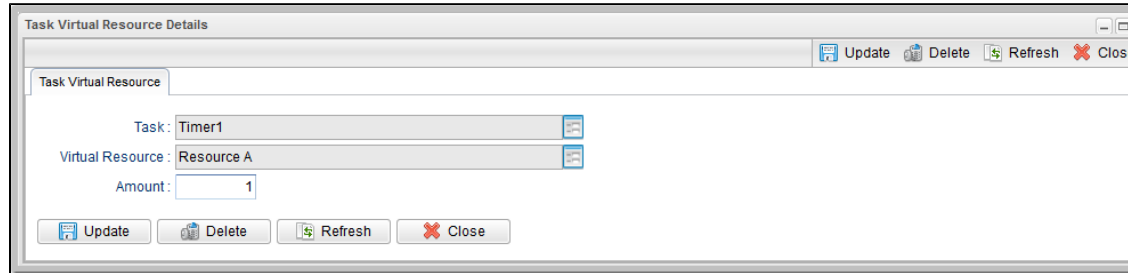 Task Virtual Resource Details
Update Delete Refresh Clos
Task Virtual Resource
Task : Timer1
Virtual Resource : Resource A
Amount : 1
Update Delete Refresh Close